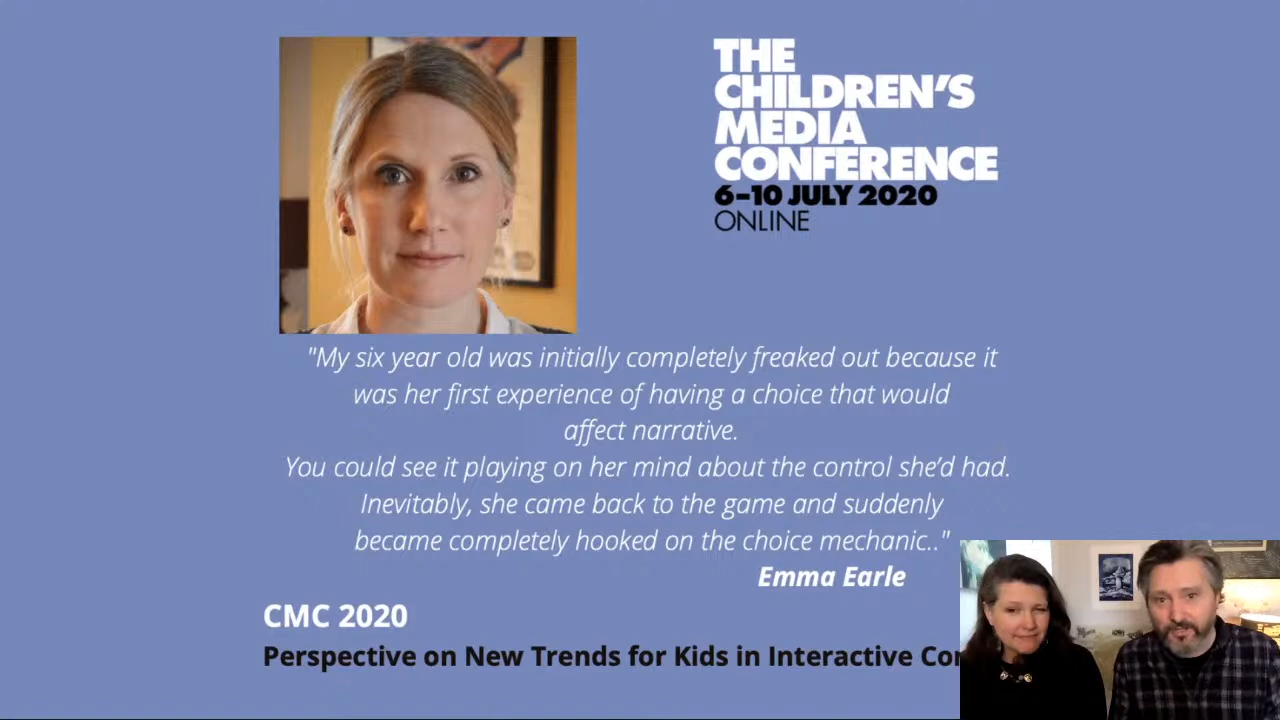 THE
CHILDREN'S
MEDIA
CONFERENCE
6–10 JULY 2020
ONLINE
"My six year old was initially completely freaked out because it
was her first experience of having a choice that would
affect narrative.
You could see it playing on her mind about the control she'd had.
Inevitably, she came back to the game and suddenly
became completely hooked on the choice mechanic.."
Emma Earle
CMC 2020
Perspective on New Trends for Kids in Interactive